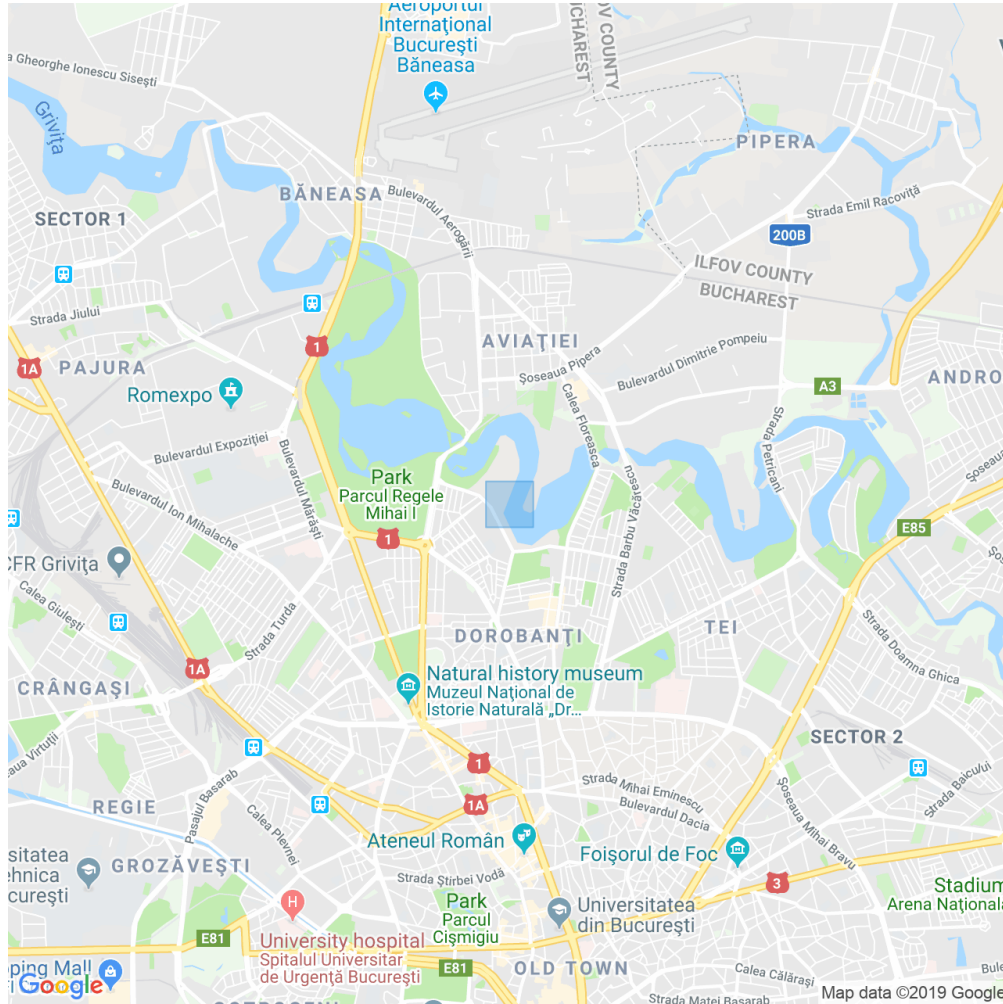 Aeroportul
Internaţional
Bucureşti
Băneasa
OV COUNTY
BUCHAREST
a Gheorghe Ionescu Siseşti
Griviţa
PIPERA
BĂNEASA
Bulevardul Aerogării
Strada Emil Racoviţă
SECTOR 1
200B
ILFOV COUNTY
BUCHAREST
Strada Jiului
AVIAŢIEI
1
Bulevardul Dimitrie Pompeiu
1A
PAJURA
Şoseaua Pipera
Romexpo
A3
ANDRO
Calea Floreasca
Strada Petricani
Bulevardul Expoziţiei
Bulevardul Mărăşti
Park
Parcul Regele
Mihai I
Şoseaua
Bulevardul Ion Mihalache
Strada Barbu Văcărescu
E85
1
CFR Griviţa
Calea Giuleşti
Strada Turda
DOROBANŢI
TEI
Strada Doamna Ghica
1A
CRÂNGAŞI
Natural history museum
Muzeul Naţional de
Istorie Naturală „Dr...
eaua Virtuţii
SECTOR 2
1
Strada Mihai Eminescu
Bulevardul Dacia
Strada Baicului
Şoseaua Mihai Bravu
REGIE
Pasajul Basarab
Calea Plevnei
1A
Ateneul Român
Foişorul de Foc
sitatea
ehnica
cureşti
GROZĂVEŞTI
Strada Ştirbei Vodă
3
Stadium
Arena Naţională
Park
Parcul
Cişmigiu
H
Universitatea
din Bucureşti
E81
University hospital
Spitalul Universitar
de Urgenţă Bucureşti
E81
OLD TOWN
ping Mall
Calea Călăraşi
Google
Map data ©2019 Google
Strada Matei Basarab